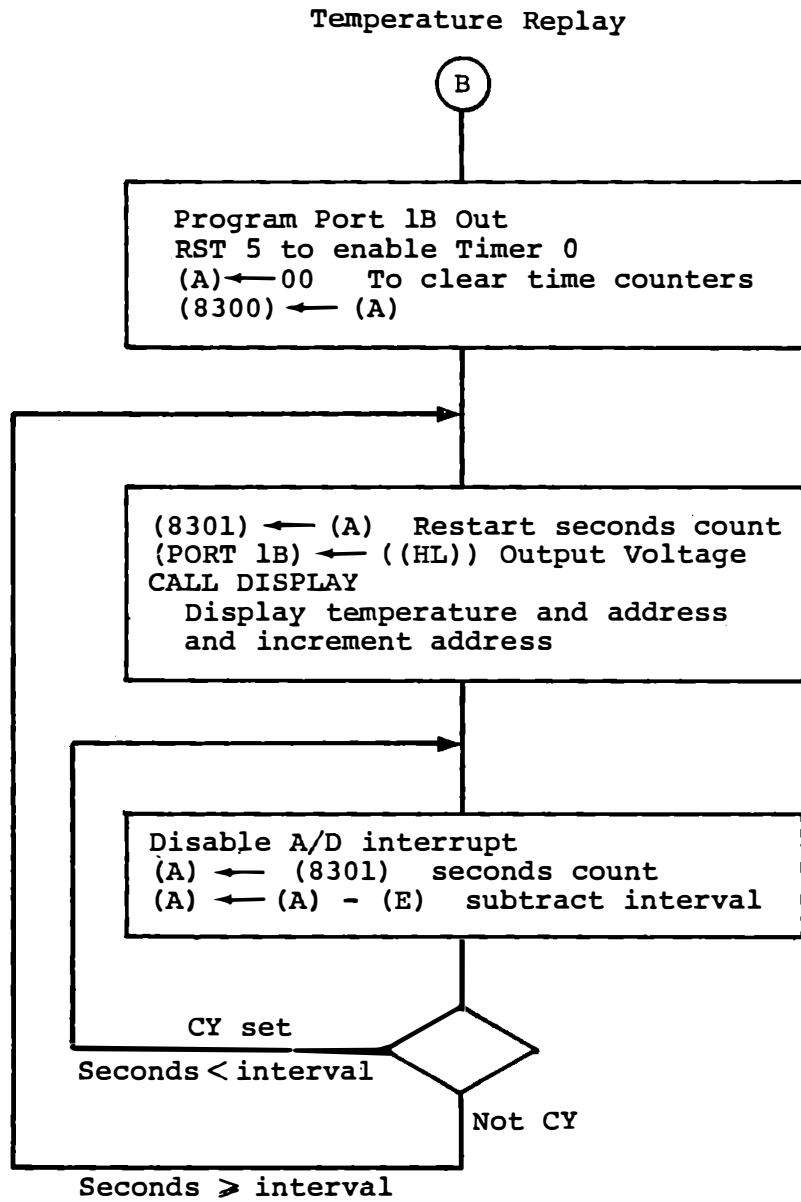 Temperature Replay
B
Program Port 1B Out
RST 5 to enable Timer 0
(A)←00 To clear time counters
(8300) ← (A)
(8301) ← (A) Restart seconds count
(PORT 1B) ← ((HL)) Output Voltage
CALL DISPLAY
Display temperature and address
and increment address
Disable A/D interrupt
(A) ← (8301) seconds count
(A) ← (A) - (E) subtract interval
CY set
Seconds < interval
Not CY
Seconds ⩾ interval